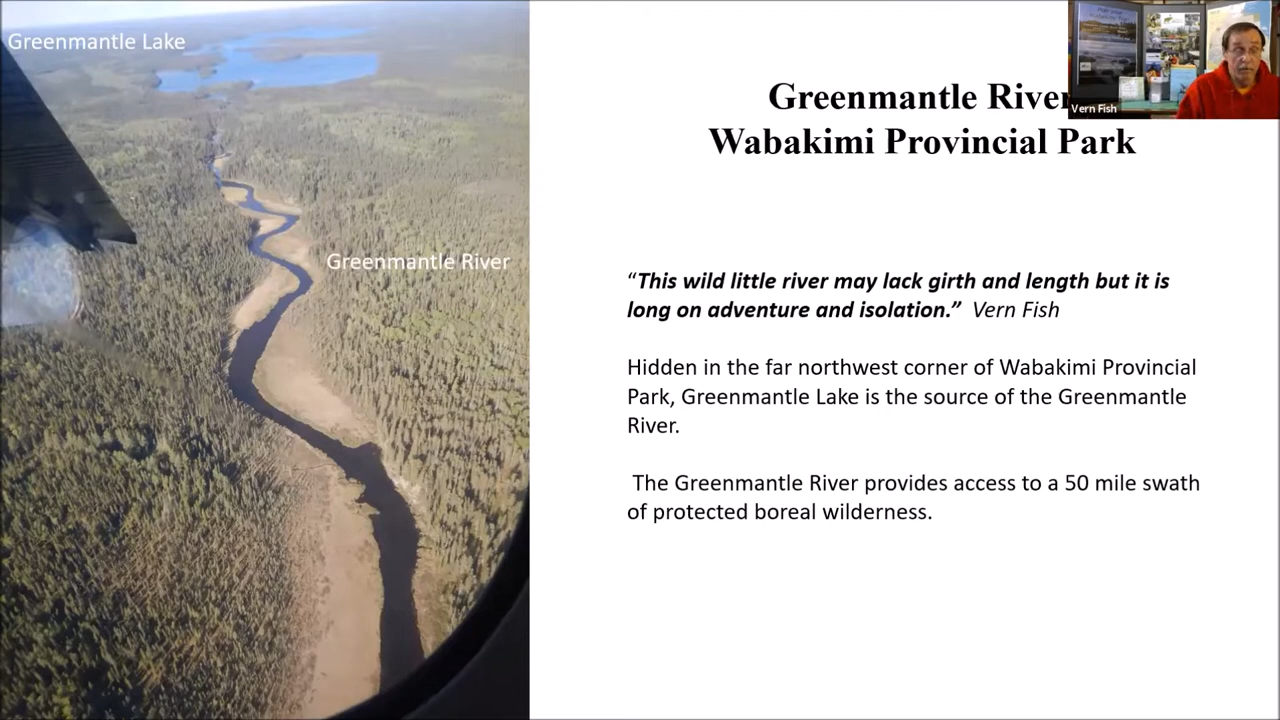 Greenmantle Lake
Greenmantle River
Greenmantle River
Wabakimi Provincial Park
Vern Fish
“This wild little river may lack girth and length but it is
long on adventure and isolation.” Vern Fish
Hidden in the far northwest corner of Wabakimi Provincial
Park, Greenmantle Lake is the source of the Greenmantle
River.
The Greenmantle River provides access to a 50 mile swath
of protected boreal wilderness.